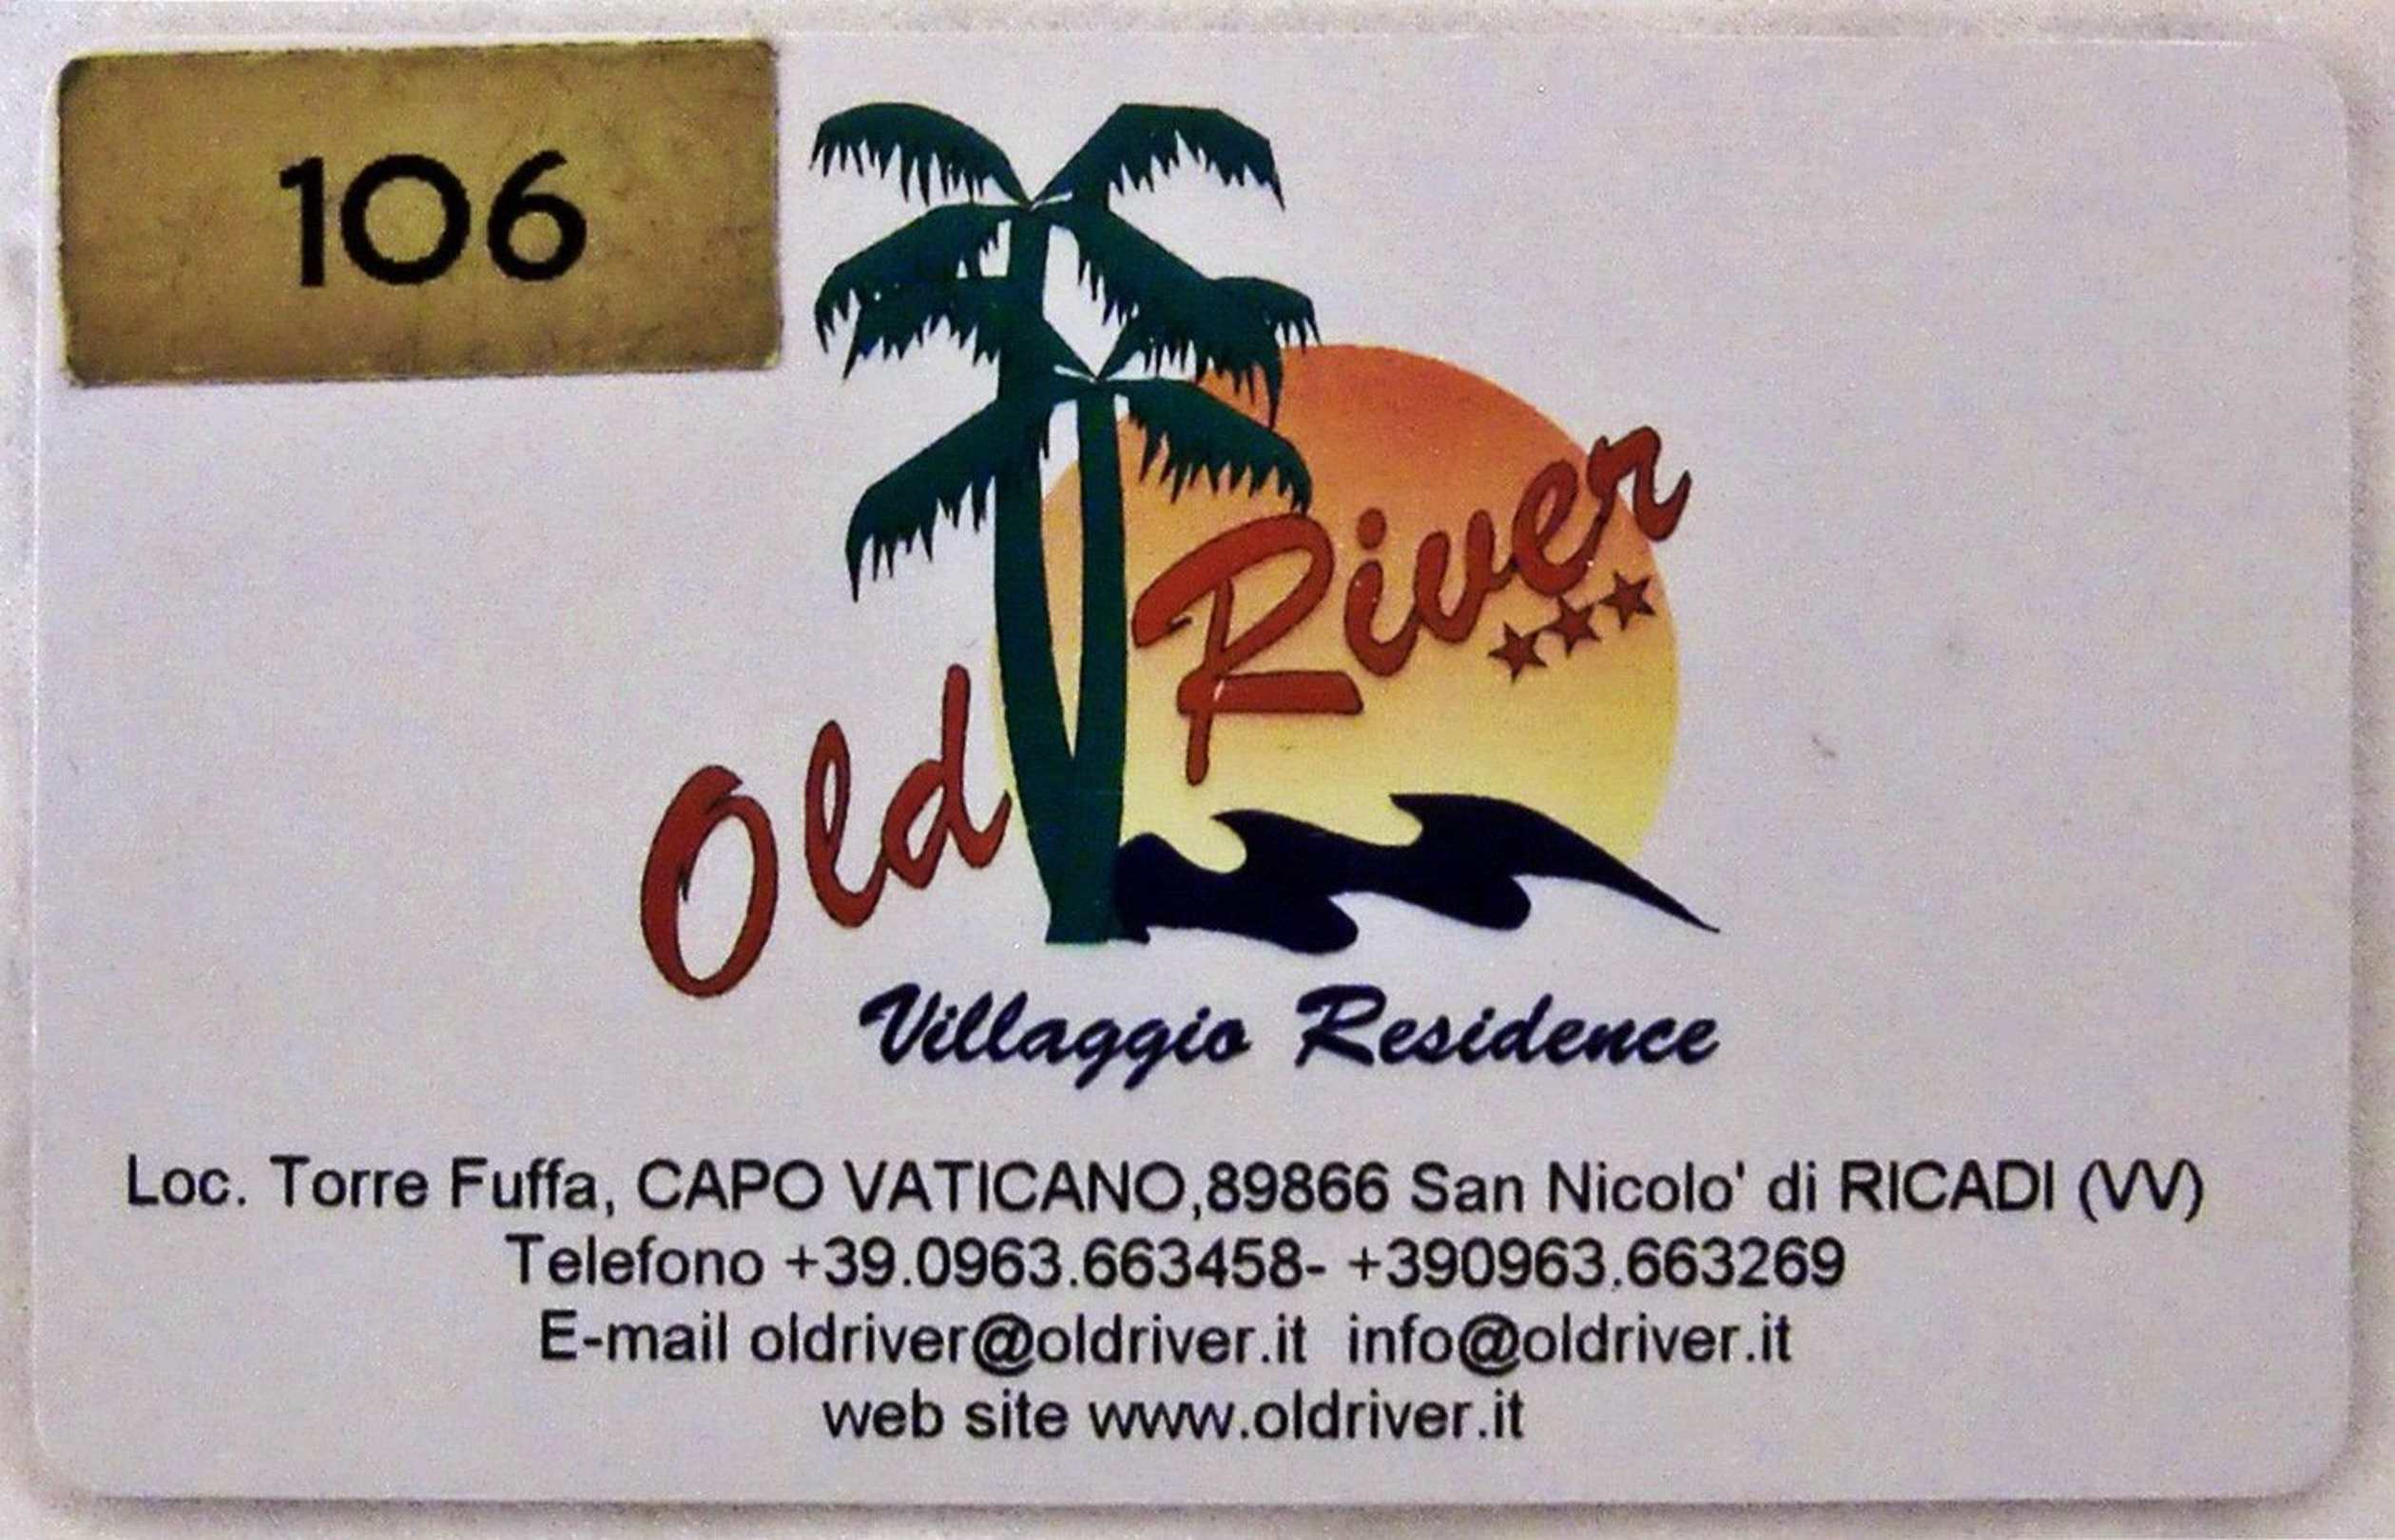 106
Old River
Villaggio Residence
Loc. Torre Fuffa, CAPO VATICANO,89866 San Nicolo' di RICADI (VV)
Telefono +39.0963.663458- +390963.663269
E-mail oldriver@oldriver.it info@oldriver.it
web site www.oldriver.it